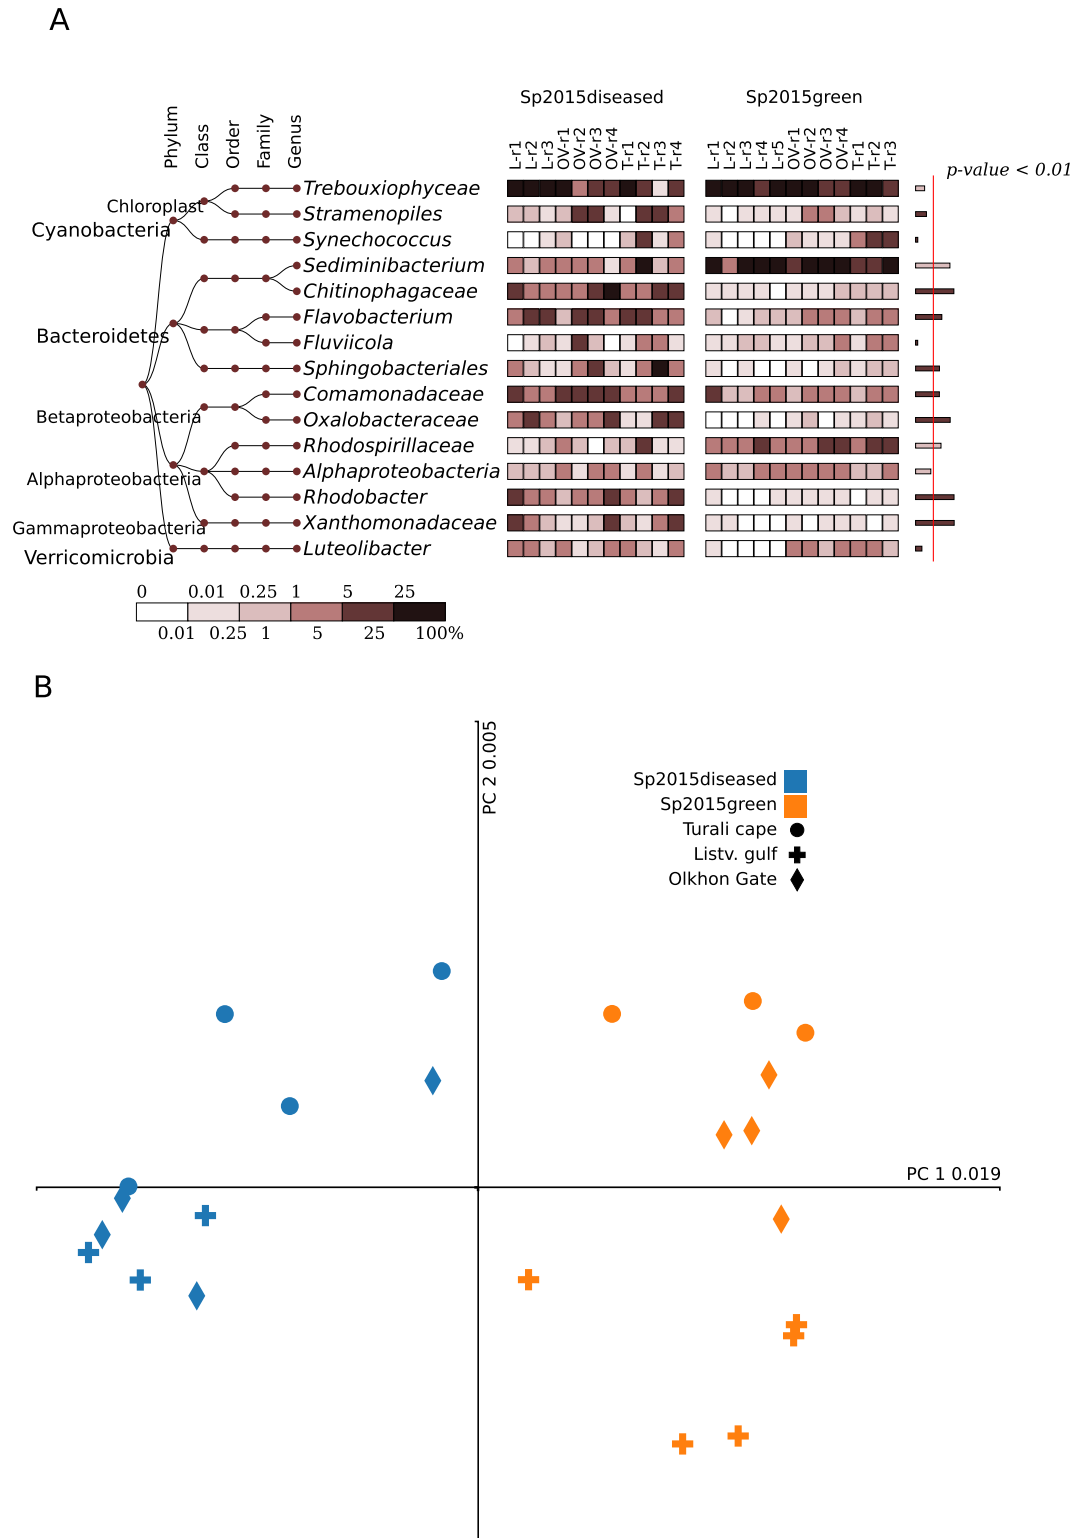 A
Sp2015diseased Sp2015green
Phylum Class Order Family Genus
L-r1 L-r2 L-r3 OV-r1 OV-r2 OV-r3 OV-r4 T-r1 T-r2 T-r3 T-r4
L-r1 L-r2 L-r3 L-r4 L-r5 OV-r1 OV-r2 OV-r3 OV-r4 T-r1 T-r2 T-r3
p-value < 0.01
Trebouxiophyceae
Chloroplast
Stramenopiles
Cyanobacteria
Synechococcus
Sediminibacterium
Chitinophagaceae
Flavobacterium
Bacteroidetes
Fluviicola
Sphingobacteriales
Comamonadaceae
Betaproteobacteria
Oxalobacteraceae
Rhodospirillaceae
Alphaproteobacteria
Alphaproteobacteria
Rhodobacter
Xanthomonadaceae
Gammaproteobacteria
Luteolibacter
Verricomicrobia
0 0.01 0.25 1 5 25
0.01 0.25 1 5 25 100%
B
PC 2 0.005
Sp2015diseased
Sp2015green
Turali cape
Listv. gulf
Olkhon Gate
PC 1 0.019